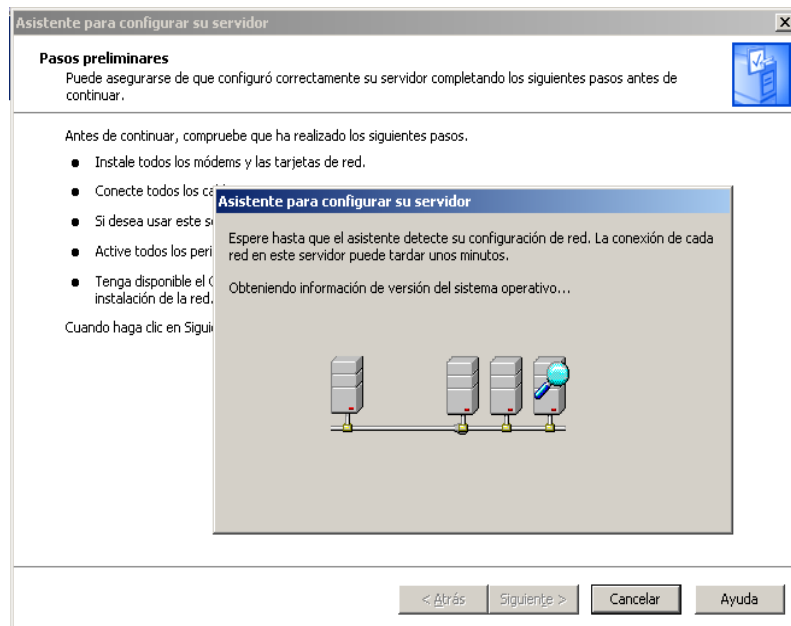 Asistente para configurar su servidor
Pasos preliminares
Puede asegurarse de que configuró correctamente su servidor completando los siguientes pasos antes de
continuar.
Antes de continuar, compruebe que ha realizado los siguientes pasos.
Instale todos los módems y las tarjetas de red.
Conecte todos los
Si desea usar este
Active todos los
Tenga disponible el
instalación de la red.
Cuando haga clic en
Asistente para configurar su servidor
Espere hasta que el asistente detecte su configuración de red. La conexión de cada
red en este servidor puede tardar unos minutos.
Obteniendo información de versión del sistema operativo...
< Atrás
Siguiente >
Cancelar
Ayuda